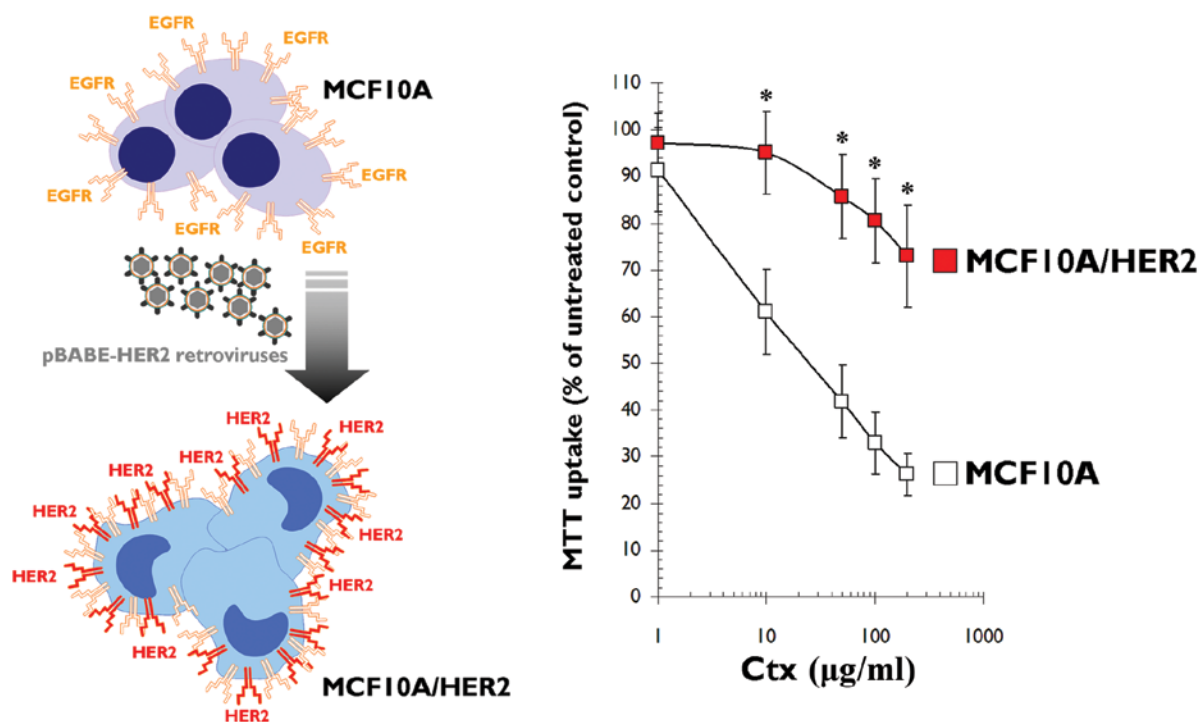 EGFR
EGFR
EGFR
EGFR
MCF10A
EGFR
EGFR
EGFR
EGFR
pBABE-HER2 retroviruses
HER2
HER2
HER2
HER2
HER2
HER2
HER2
HER2
HER2
HER2
HER2
HER2
MCF10A/HER2
MTT uptake (% of untreated control)
110
100
90
80
70
60
50
40
30
20
10
0
* * * * *
MCF10A/HER2
MCF10A
1 10 100 1000
Ctx (μg/ml)